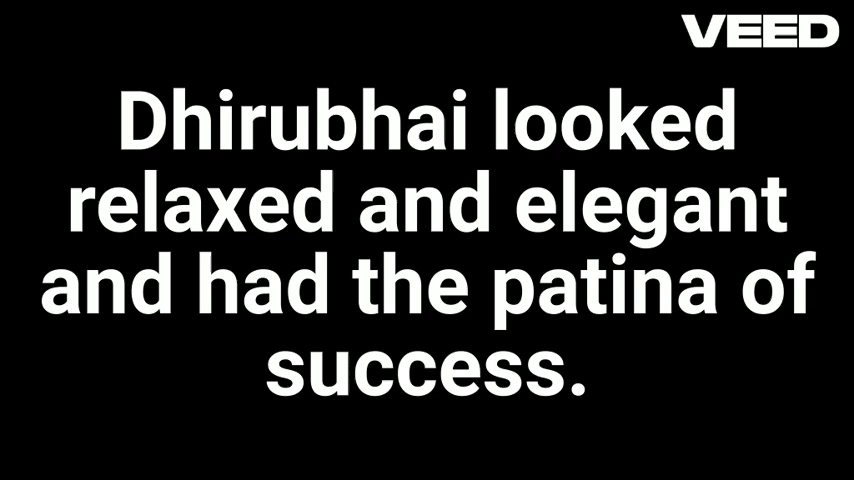 VEED
Dhirubhai looked
relaxed and elegant
and had the patina of
success.